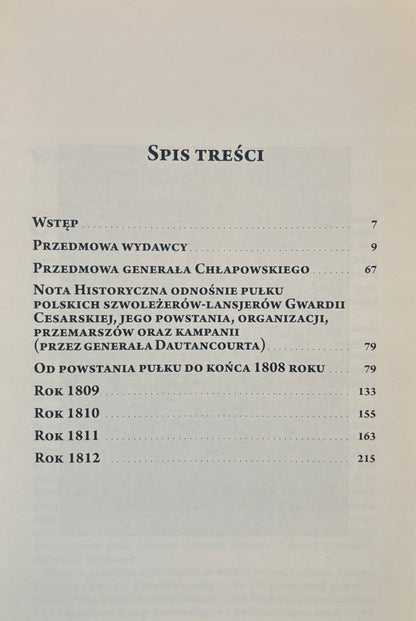 Spis treści
Wstęp 7
Przedmowa wydawcy 9
Przedmowa generała Chłapowskiego 67
Nota Historyczna odnośnie pułku
polskich szwoleżerów-lansjerów Gwardii
Cesarskiej, jego powstania, organizacji,
przemarszów oraz kampanii
(przez generała Dautancourta) 79
Od powstania pułku do końca 1808 roku 79
Rok 1809 133
Rok 1810 155
Rok 1811 163
Rok 1812 215